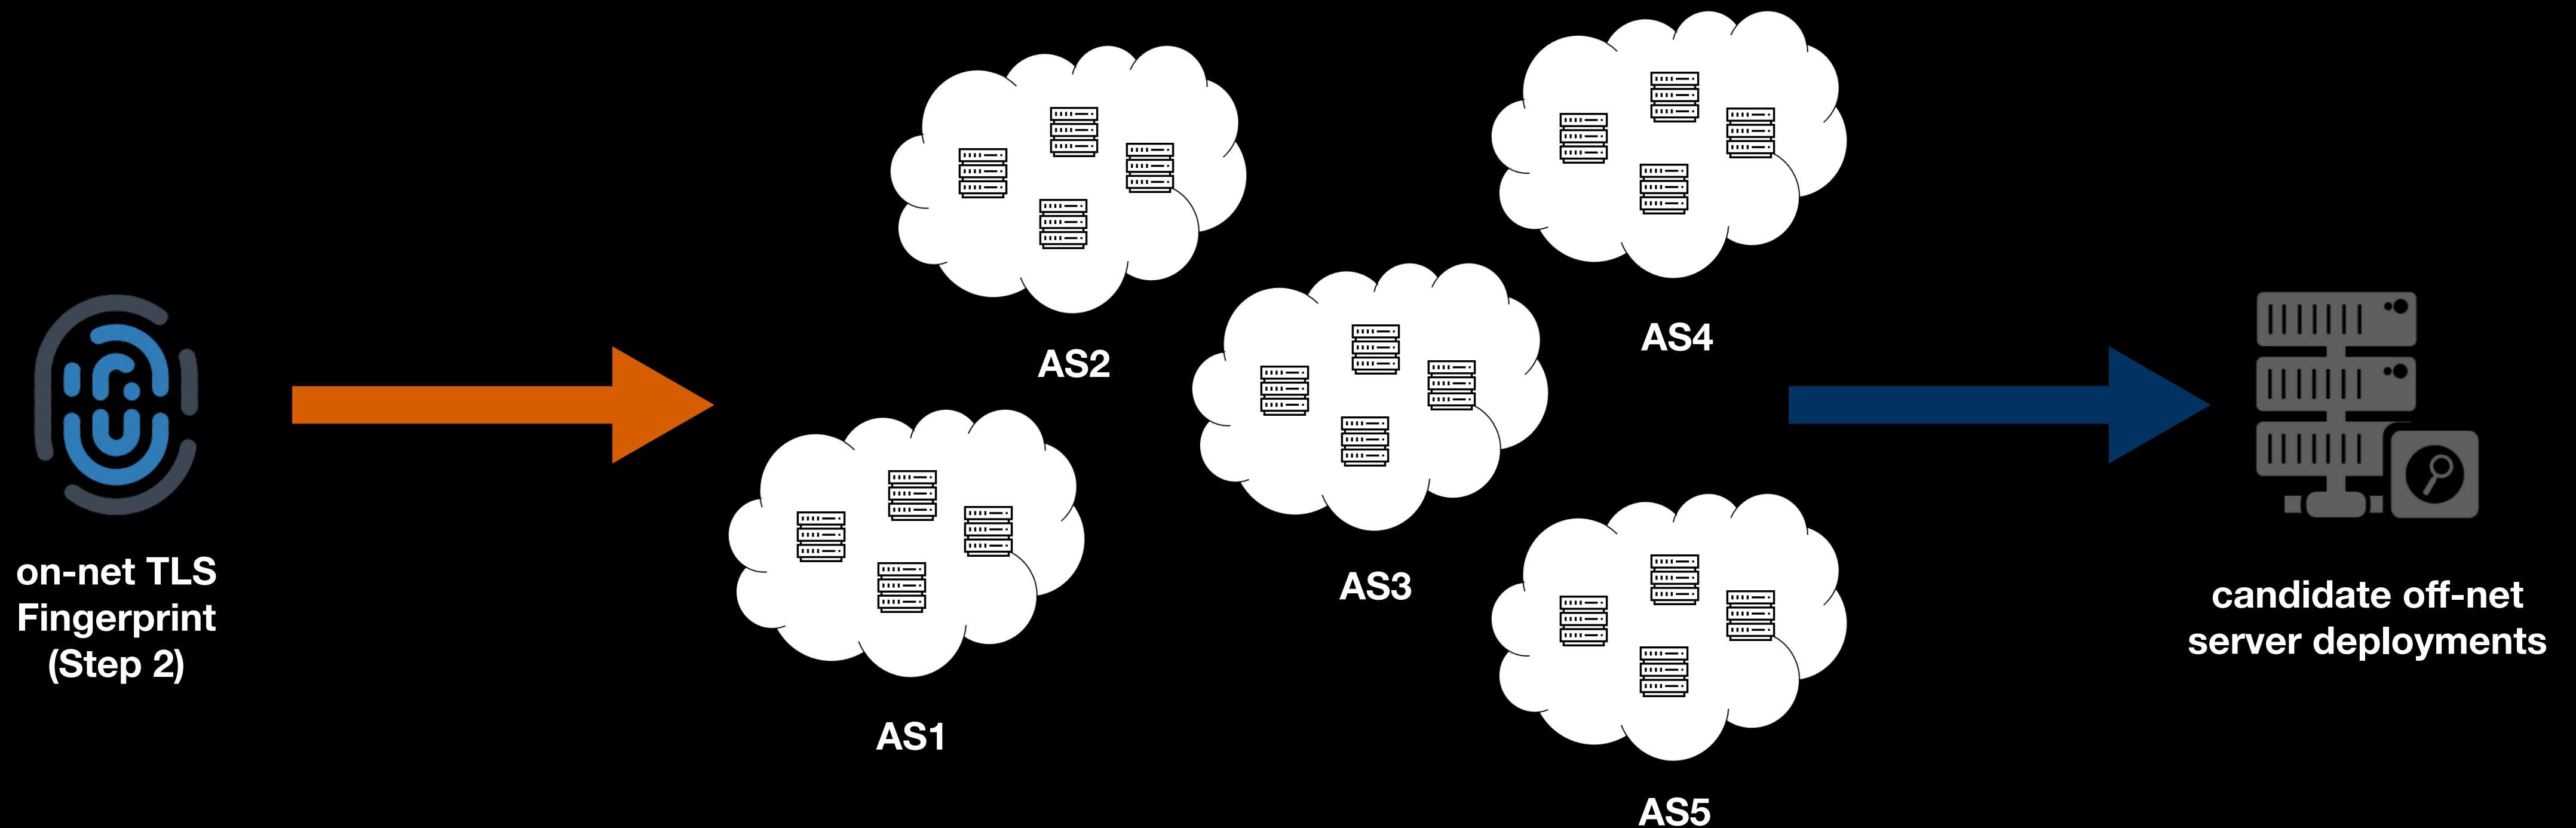 on-net TLS
Fingerprint
(Step 2)
AS2
AS1
AS3
AS4
AS5
candidate off-net
server deployments